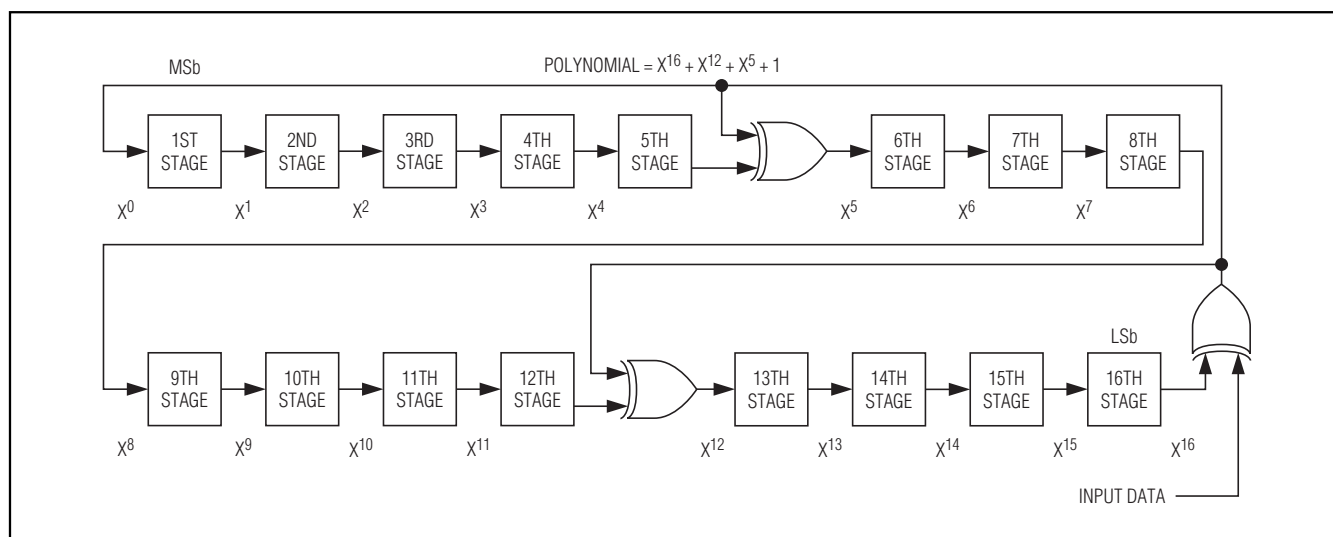 MSb
POLYNOMIAL = X¹⁶ + X¹² + X⁵ + 1
1ST STAGE
2ND STAGE
3RD STAGE
4TH STAGE
5TH STAGE
6TH STAGE
7TH STAGE
8TH STAGE
X⁰
X¹
X²
X³
X⁴
X⁵
X⁶
X⁷
LSb
9TH STAGE
10TH STAGE
11TH STAGE
12TH STAGE
13TH STAGE
14TH STAGE
15TH STAGE
16TH STAGE
X⁸
X⁹
X¹⁰
X¹¹
X¹²
X¹³
X¹⁴
X¹⁵
X¹⁶
INPUT DATA